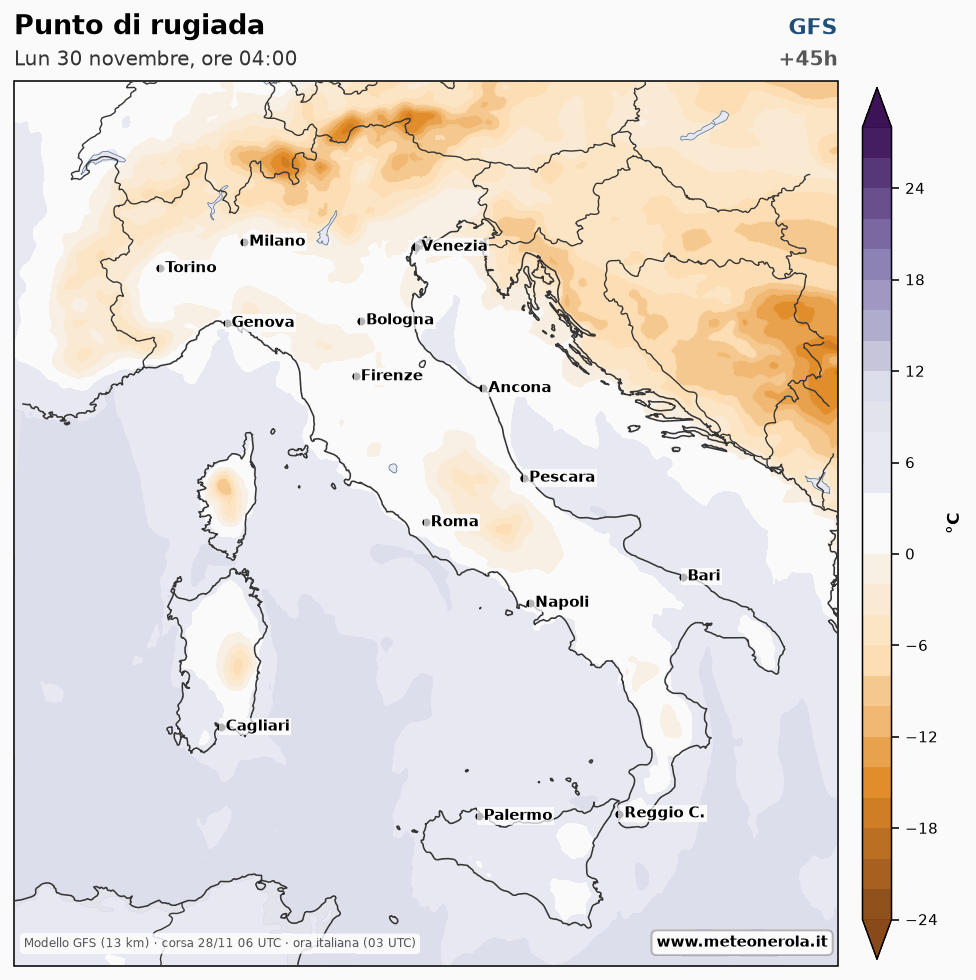 Punto di rugiada
GFS
Lun 30 novembre, ore 04:00
+45h
Milano
Venezia
Torino
Genova
Bologna
Firenze
Ancona
Pescara
Roma
Bari
Napoli
Cagliari
Palermo
Reggio C.
24
18
12
6
0
−6
−12
−18
−24
°C
Modello GFS (13 km) · corsa 28/11 06 UTC · ora italiana (03 UTC)
www.meteonerola.it